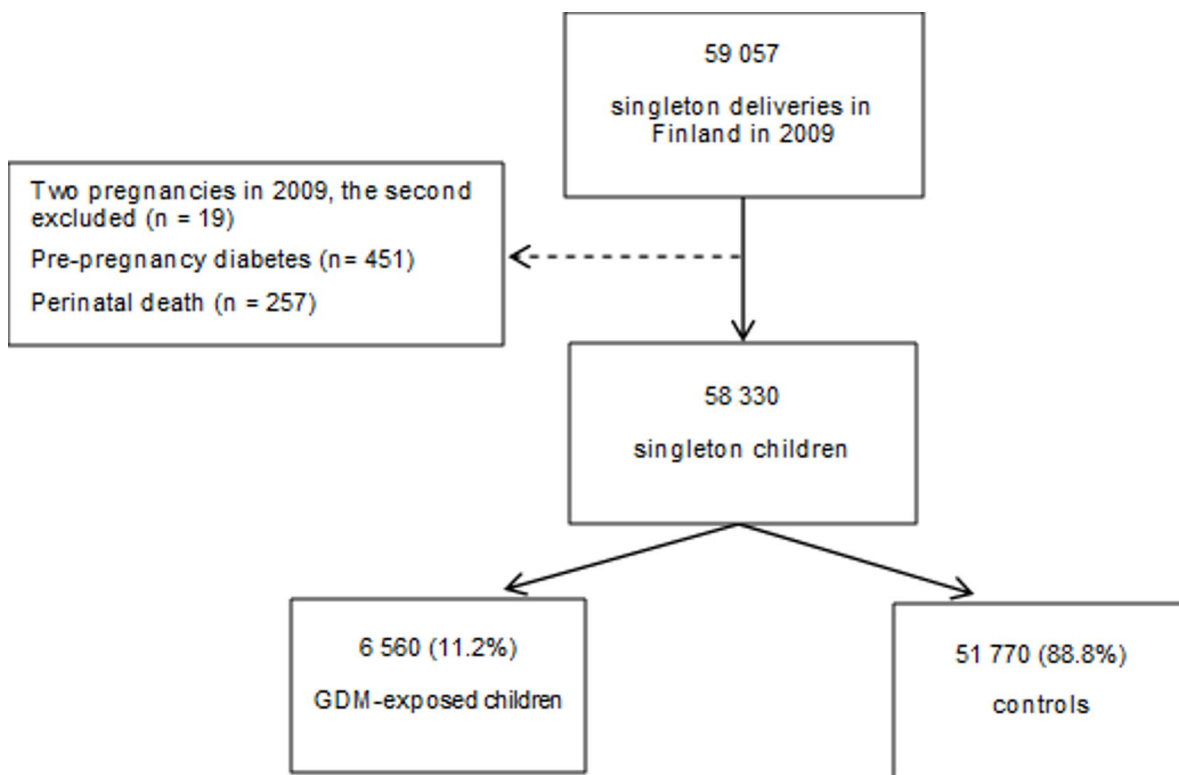 59 057
singleton deliveries in
Finland in 2009
Two pregnancies in 2009, the second
excluded (n = 19)
Pre-pregnancy diabetes (n= 451)
Perinatal death (n = 257)
58 330
singleton children
6 560 (11.2%)
GDM-exposed children
51 770 (88.8%)
controls